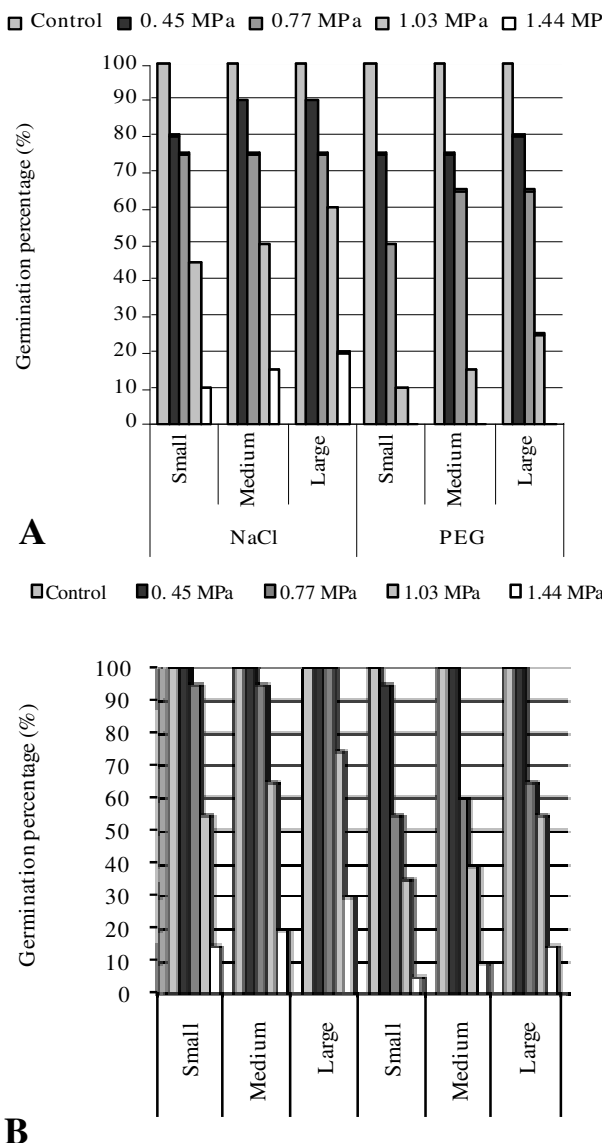 Control 0. 45 MPa 0.77 MPa 1.03 MPa 1.44 MP
Germination percentage (%)
90
80
70
60
50
40
30
20
10
0
100
Small
Medium
Large
Small
Medium
Large
NaCl
PEG
A
Control 0. 45 MPa 0.77 MPa 1.03 MPa 1.44 MPa
Germination percentage (%)
100
90
80
70
60
50
40
30
20
10
0
Small
Medium
Large
Small
Medium
Large
B